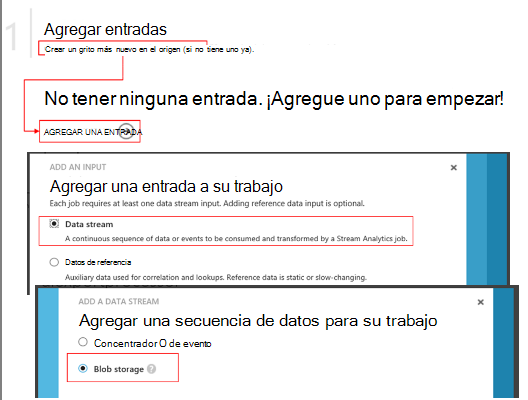 1
Agregar entradas
Crear un grito más nuevo en el origen (si no tiene uno ya).
No tener ninguna entrada. ¡Agregue uno para empezar!
AGREGAR UNA ENTRADA
ADD AN INPUT
Agregar una entrada a su trabajo
Each job requires at least one data stream input. Adding reference data input is optional.
Data stream
A continuous sequence of data or events to be consumed and transformed by a Stream Analytics job.
Datos de referencia
Auxiliary data used for correlation and lookups. Reference data is static or slow-changing.
ADD A DATA STREAM
Agregar una secuencia de datos para su trabajo
Concentrador O de evento
Blob storage ?